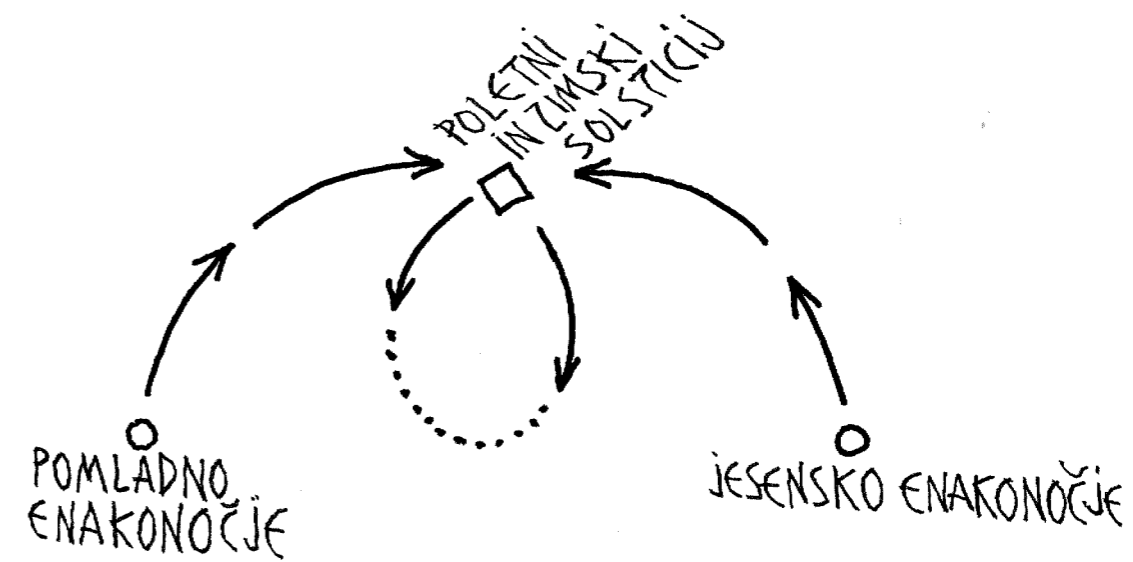 POLETNI
IN ZIMSKI
SOLSTICIJ
POMLADNO
ENAKONOČJE
JESENSKO ENAKONOČJE